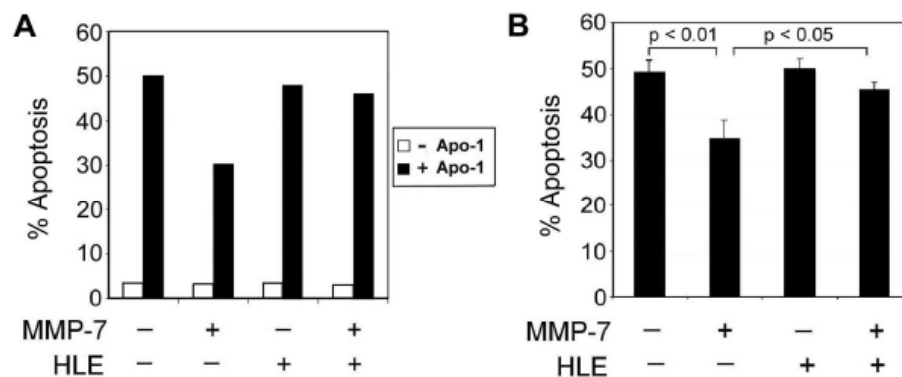 A
60
50
40
30
20
10
0
% Apoptosis
- Apo-1
+ Apo-1
MMP-7 - + - +
HLE - - + +
B
60
50
40
30
20
10
0
% Apoptosis
p < 0.01
p < 0.05
MMP-7 - + - +
HLE - - + +